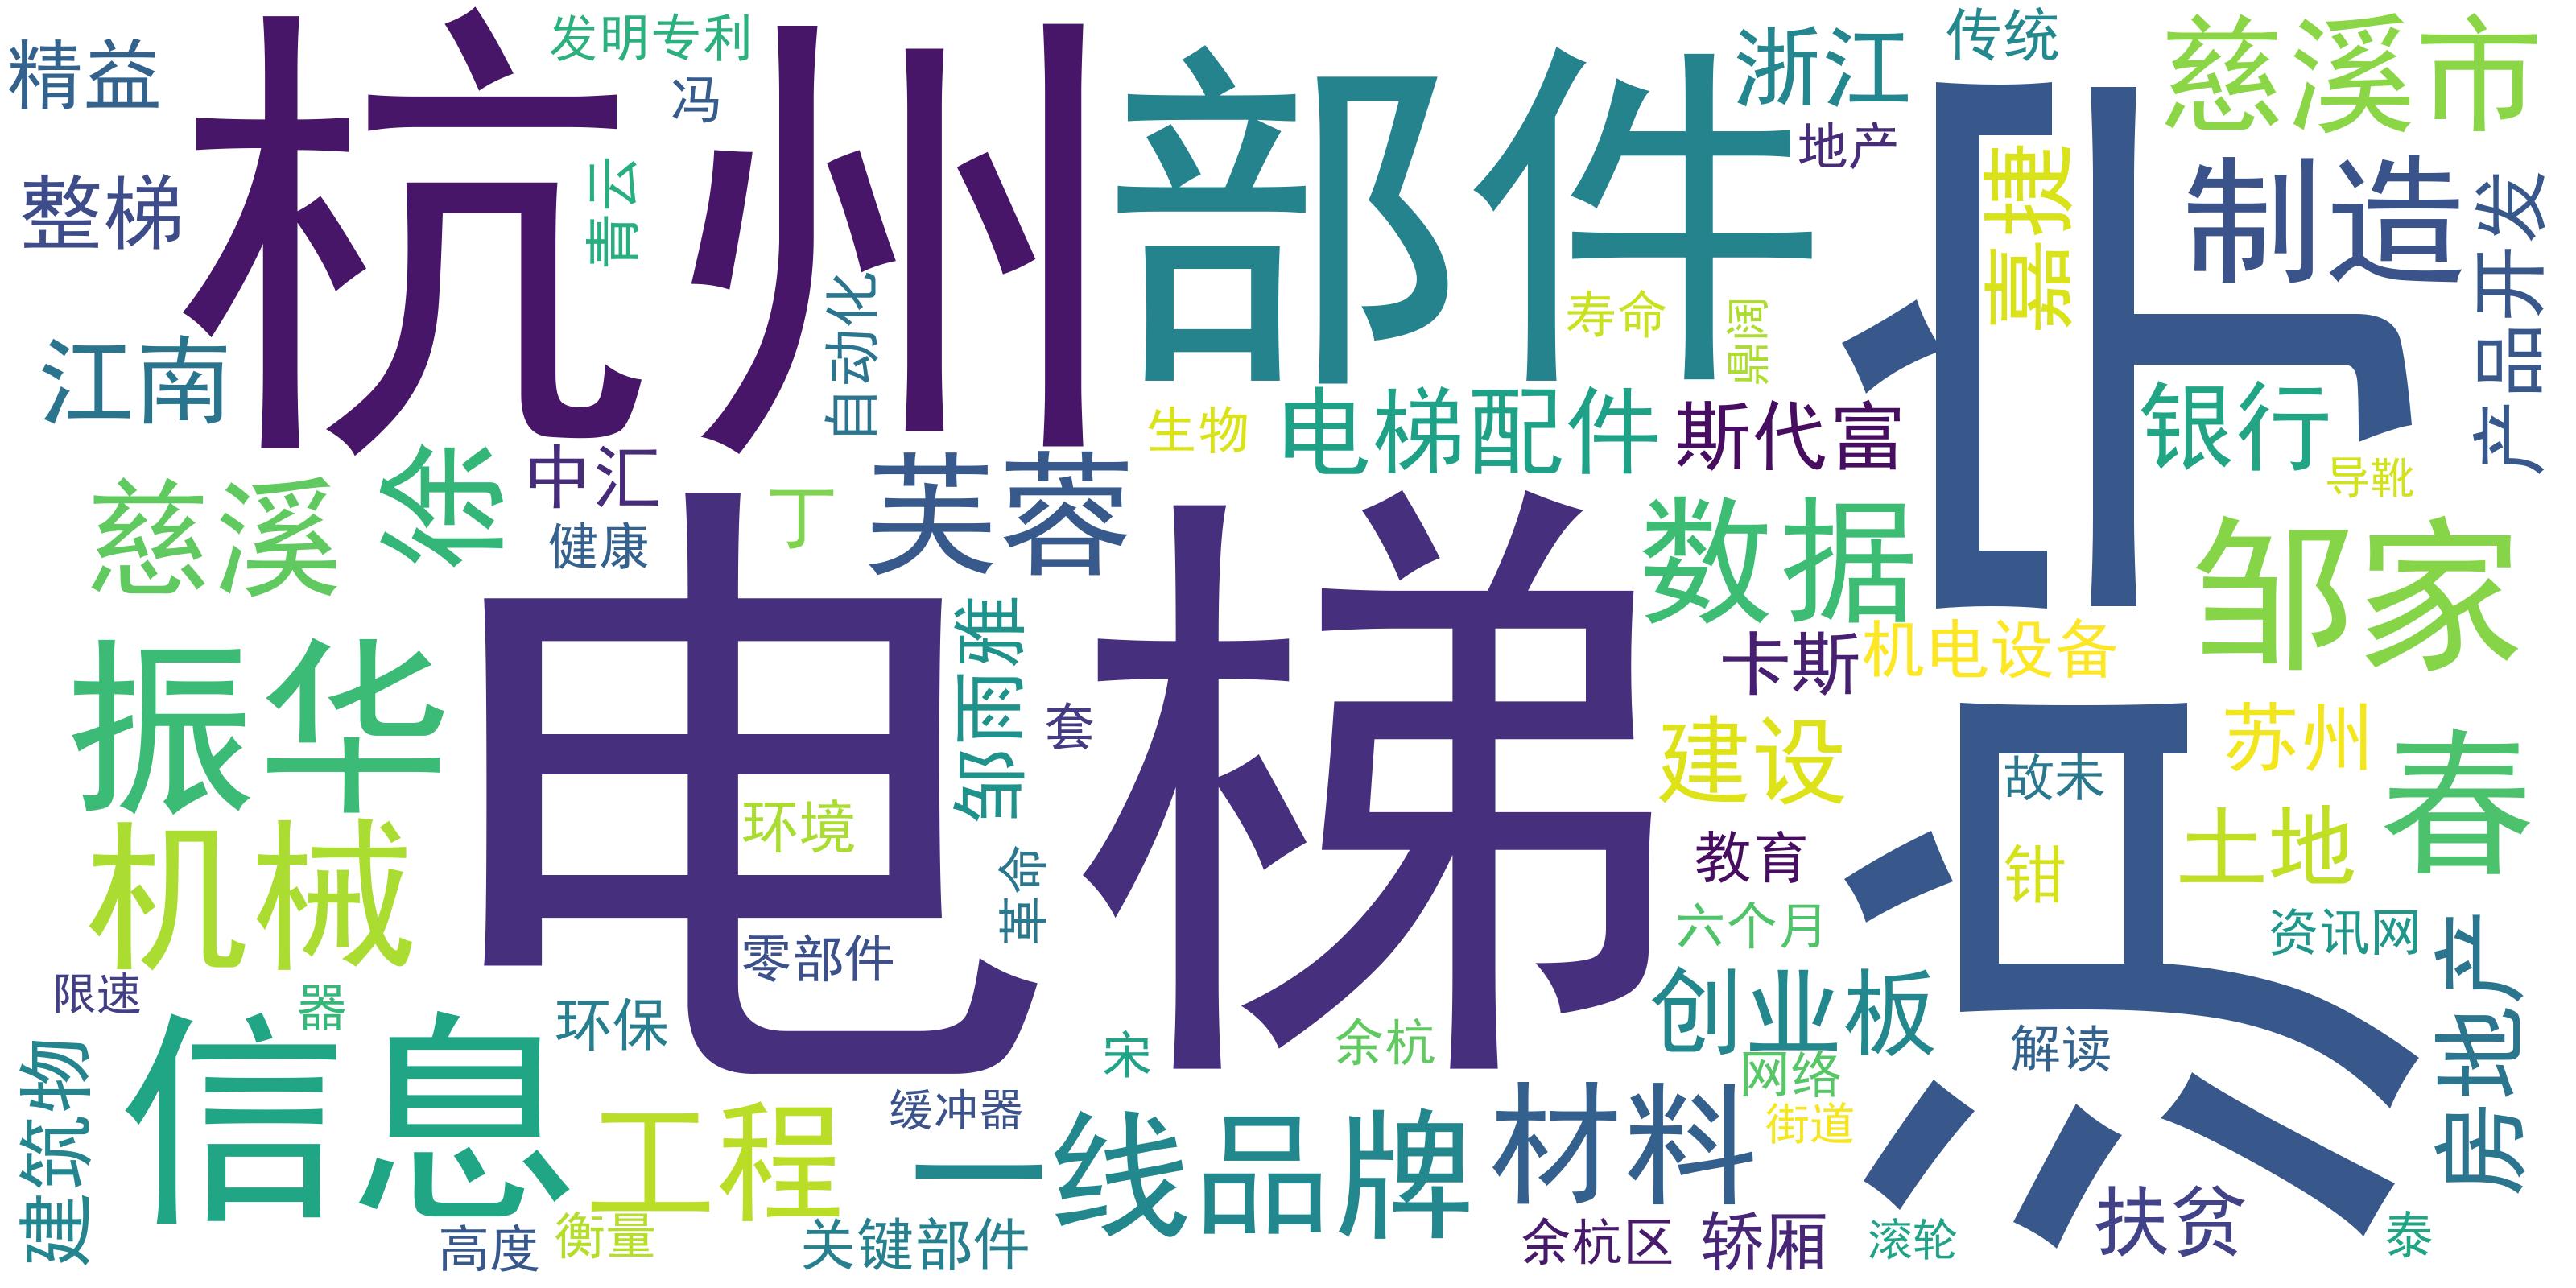 精益
发明专利
冯
杭州
部件
浙江
传统
慈溪市
地产
整梯
青云
嘉捷
制造
产品开发
自动化
寿命
鼎阔
江南
沪宁
生物
电梯配件
斯代富
银行
导靴
慈溪
徐
中汇
丁
芙蓉
健康
数据
邹家
电梯
邹雨雅
卡斯
机电设备
振华
套
建设
苏州
春
故未
机械
环境
革命
教育
钳
土地
六个月
资讯网
零部件
限速
器
环保
创业板
房地产
信息
宋
余杭
网络
解读
建筑物
工程
缓冲器
一线品牌
材料
街道
扶贫
高度
衡量
关键部件
余杭区
轿厢
滚轮
泰